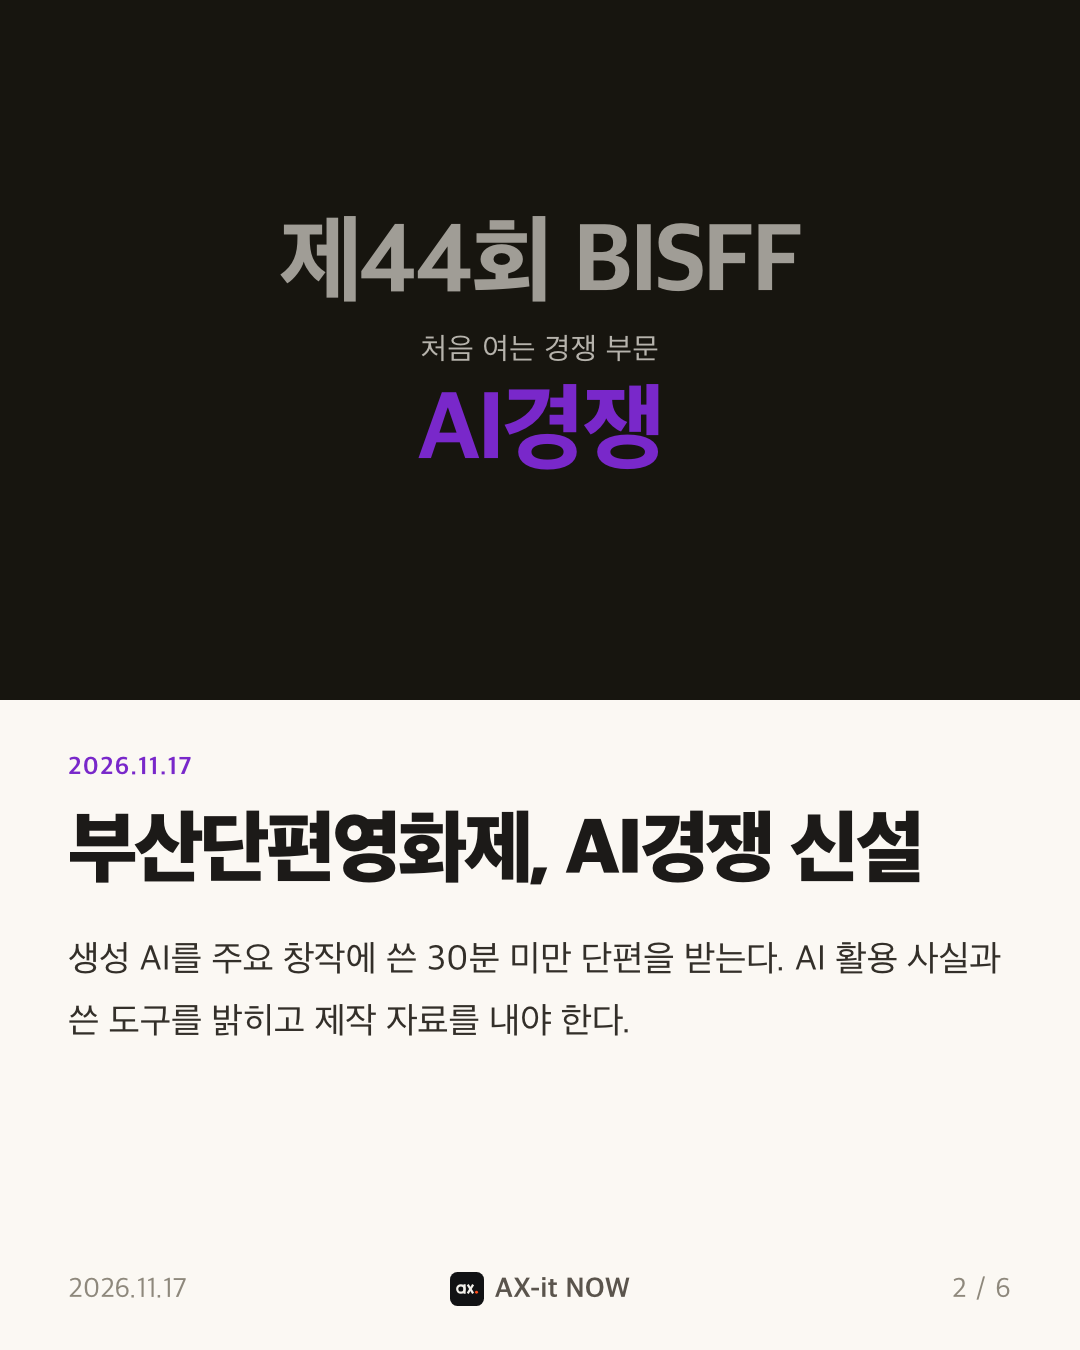 제44회 BISFF
처음 여는 경쟁 부문
AI경쟁
2026.11.17
부산단편영화제, AI경쟁 신설
생성 AI를 주요 창작에 쓴 30분 미만 단편을 받는다. AI 활용 사실과
쓴 도구를 밝히고 제작 자료를 내야 한다.
2026.11.17
ax. AX-it NOW
2 / 6